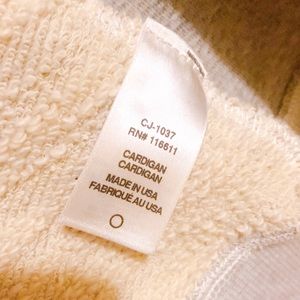 CJ-1037
RN# 116611
CARDIGAN
CARDIGAN
MADE IN USA
FABRIQUÉ AU USA